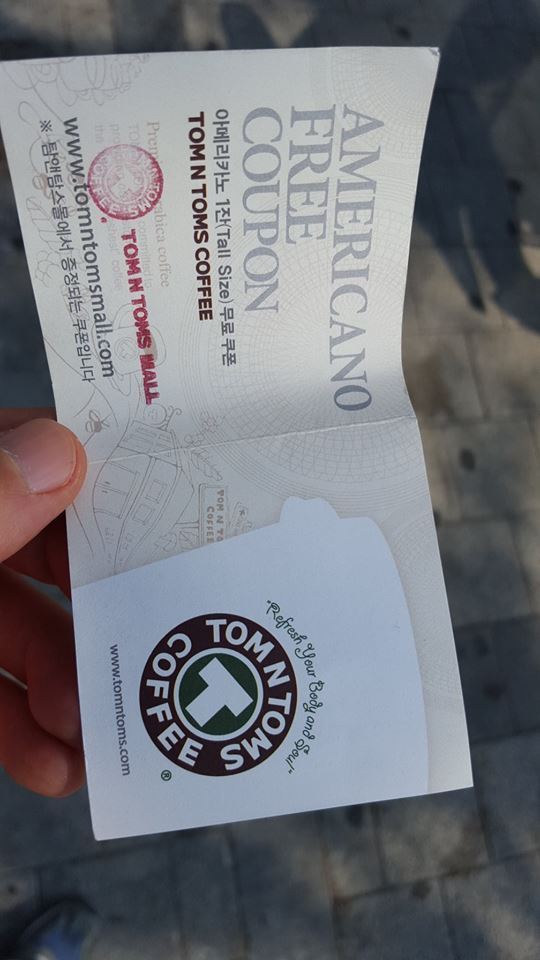 AMERICANO
FREE
COUPON
아메리카노 1잔(Tall Size) 무료 쿠폰
TOM N TOMS COFFEE
TOM N TOMS MALL
www.tomntomsmall.com
※ 탐앤탐스몰에서 증정되는 쿠폰입니다
"Refresh Your Body and Soul"
TOM N TOMS
COFFEE
®
www.tomntoms.com